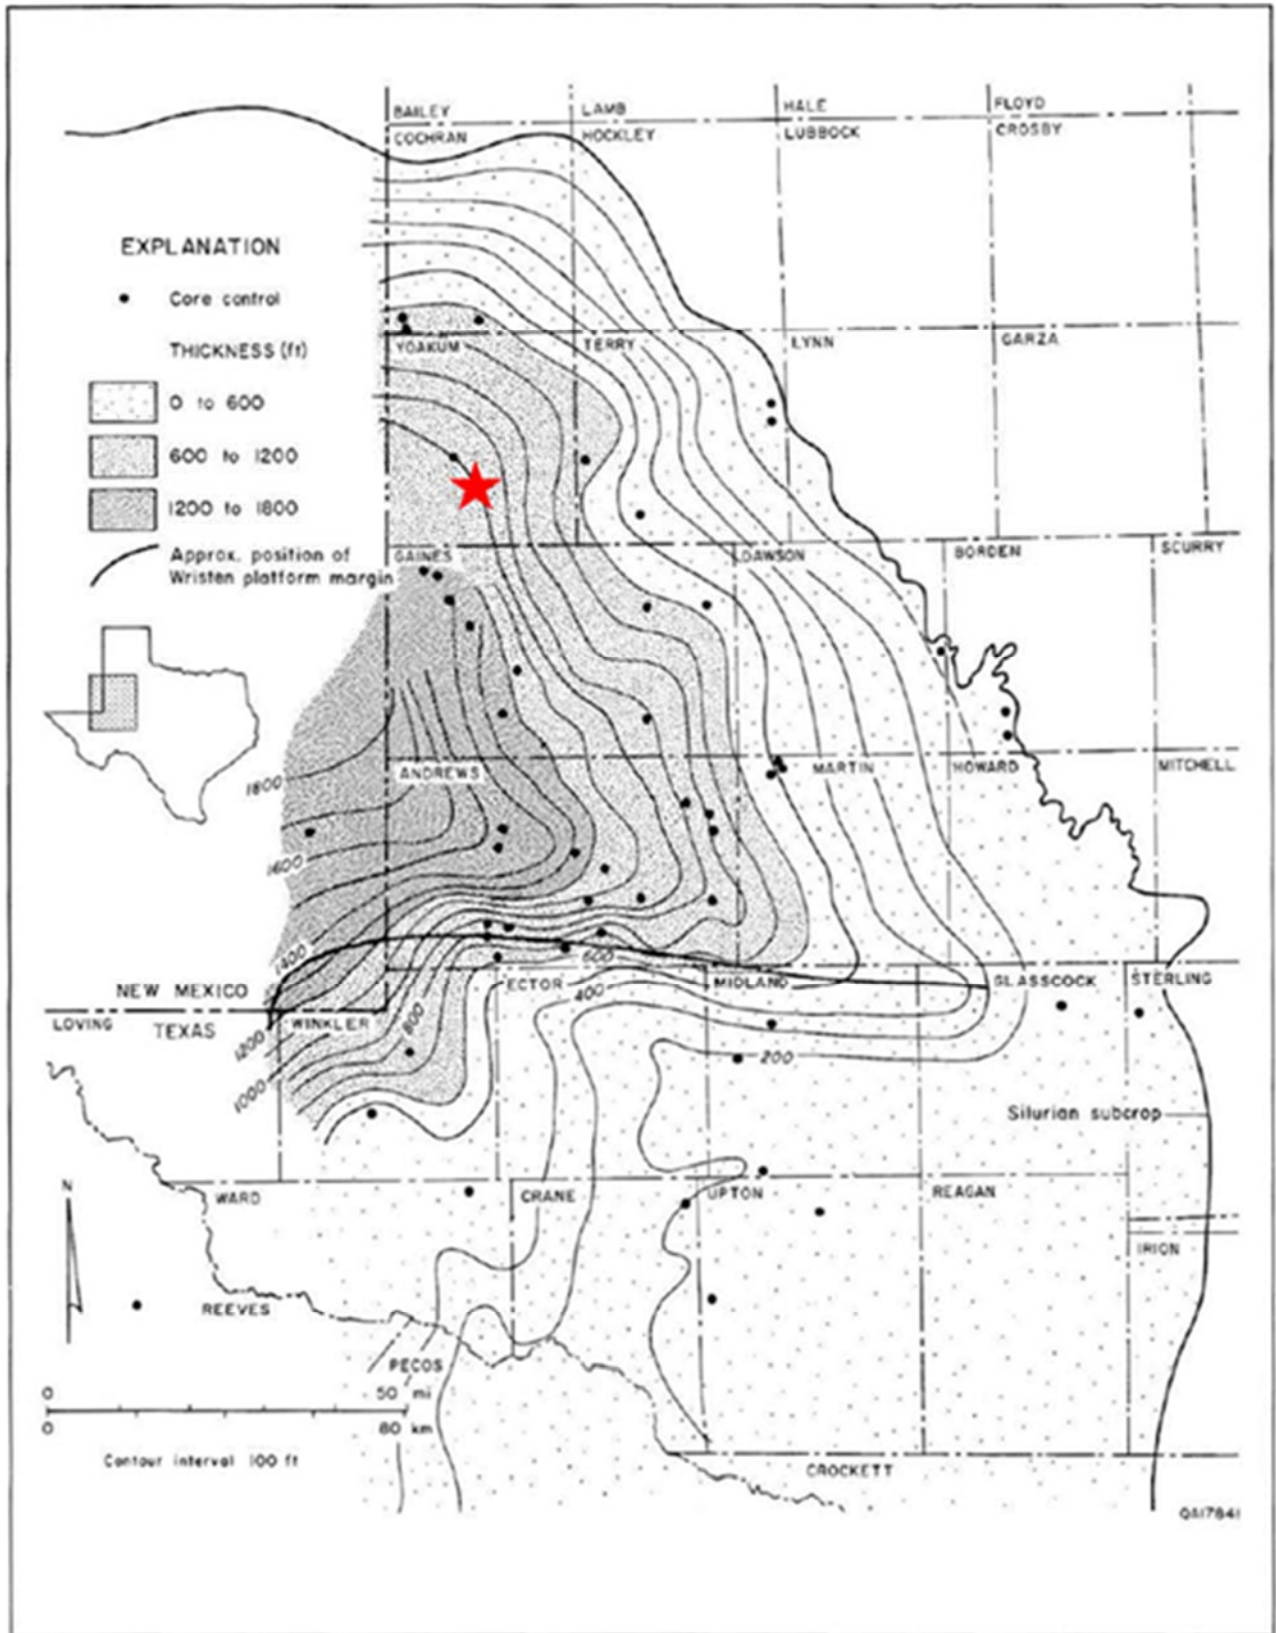 BAILEY
LAMB
HALE
FLOYD
COCHRAN
HOCKLEY
LUBBOCK
CROSBY
EXPLANATION
Core control
THICKNESS (ft)
0 to 600
600 to 1200
1200 to 1800
Approx. position of
Wristen platform margin
YOAKUM
TERRY
LYNN
GARZA
GAINES
DAWSON
BORDEN
SCURRY
1800
ANDREWS
MARTIN
HOWARD
MITCHELL
1600
1400
600
NEW MEXICO
ECTOR
400
MIDLAND
GLASSCOCK
STERLING
LOVING
TEXAS
WINKLER
800
1200
200
1000
Silurian subcrop
N
WARD
CRANE
UPTON
REAGAN
IRION
REEVES
PECOS
0 50 mi
0 80 km
Contour interval 100 ft
CROCKETT
QA17841